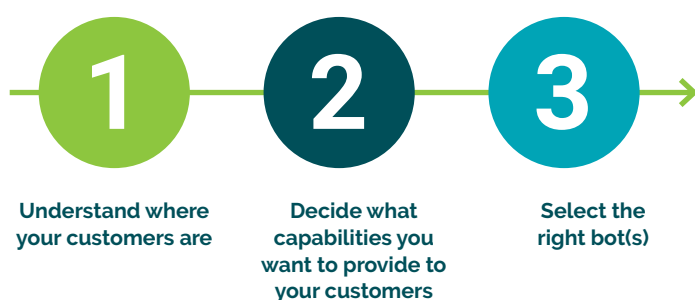 1
2
3
Understand where
your customers are
Decide what
capabilities you
want to provide to
your customers
Select the
right bot(s)